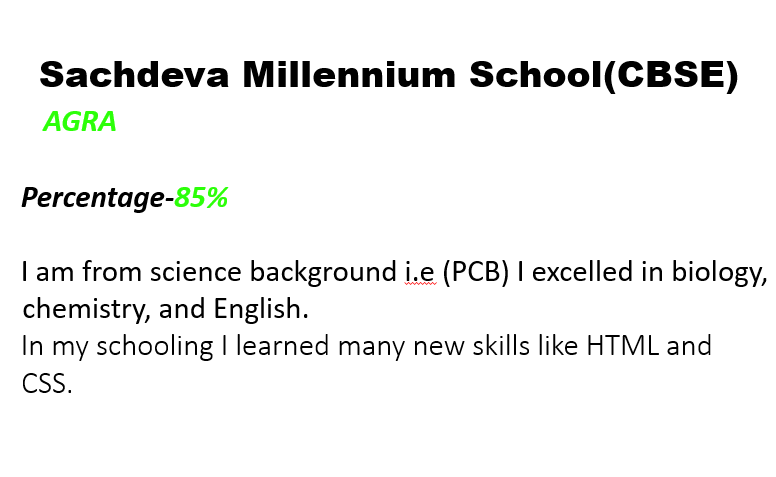 Sachdeva Millennium School(CBSE)
AGRA
Percentage-85%
I am from science background i.e (PCB) I excelled in biology,
chemistry, and English.
In my schooling I learned many new skills like HTML and
CSS.